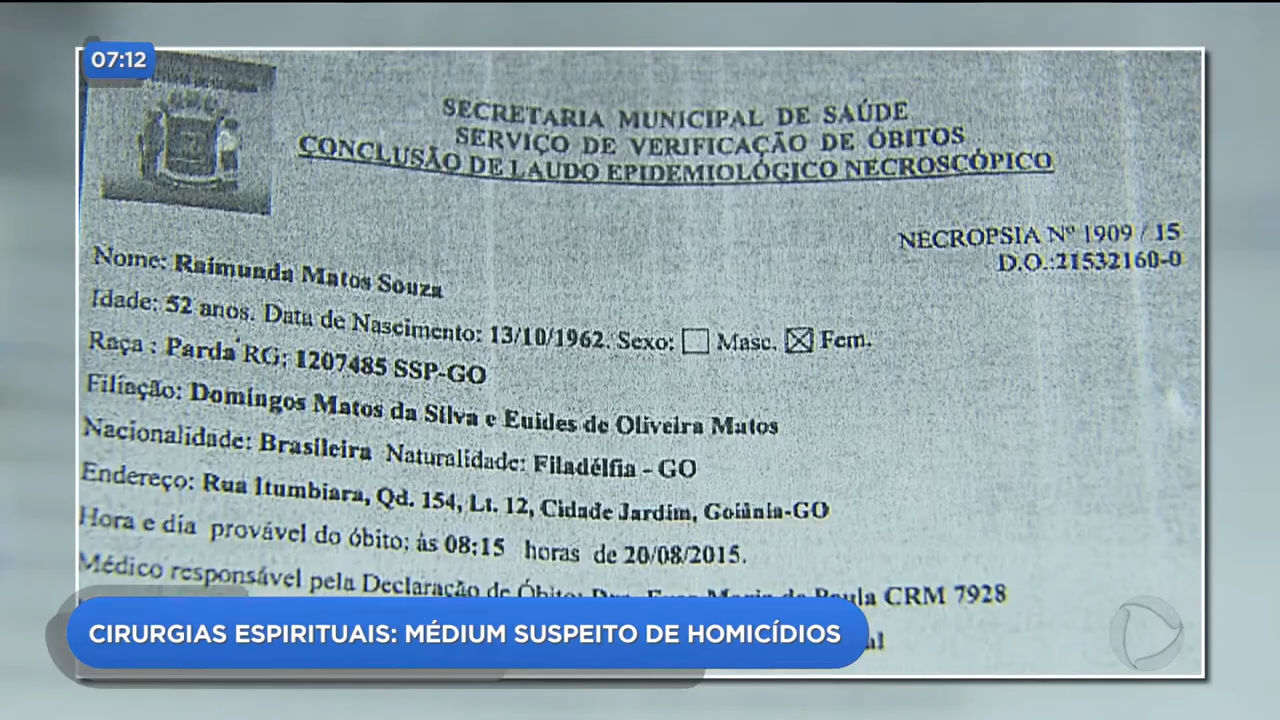 07:12
SECRETARIA MUNICIPAL DE SAÚDE
SERVIÇO DE VERIFICAÇÃO DE ÓBITOS
CONCLUSÃO DE LAUDO EPIDEMIOLÓGICO NECROSCÓPICO
NECROPSIA Nº 1909 / 15
D.O.:21532160-0
Nome: Raimunda Matos Souza
Idade: 52 anos. Data de Nascimento: 13/10/1962. Sexo: Masc. Fem.
Raça : Parda RG: 1207485 SSP-GO
Filiação: Domingos Matos da Silva e Euides de Oliveira Matos
Nacionalidade: Brasileira Naturalidade: Filadélfia - GO
Endereço: Rua Itumbiara, Qd. 154, Lt. 12, Cidade Jardim, Goiânia-GO
Hora e dia provável do óbito: às 08:15 horas de 20/08/2015.
Médico responsável pela Declaração de Óbito: CRM 7928
CIRURGIAS ESPIRITUAIS: MÉDIUM SUSPEITO DE HOMICÍDIOS